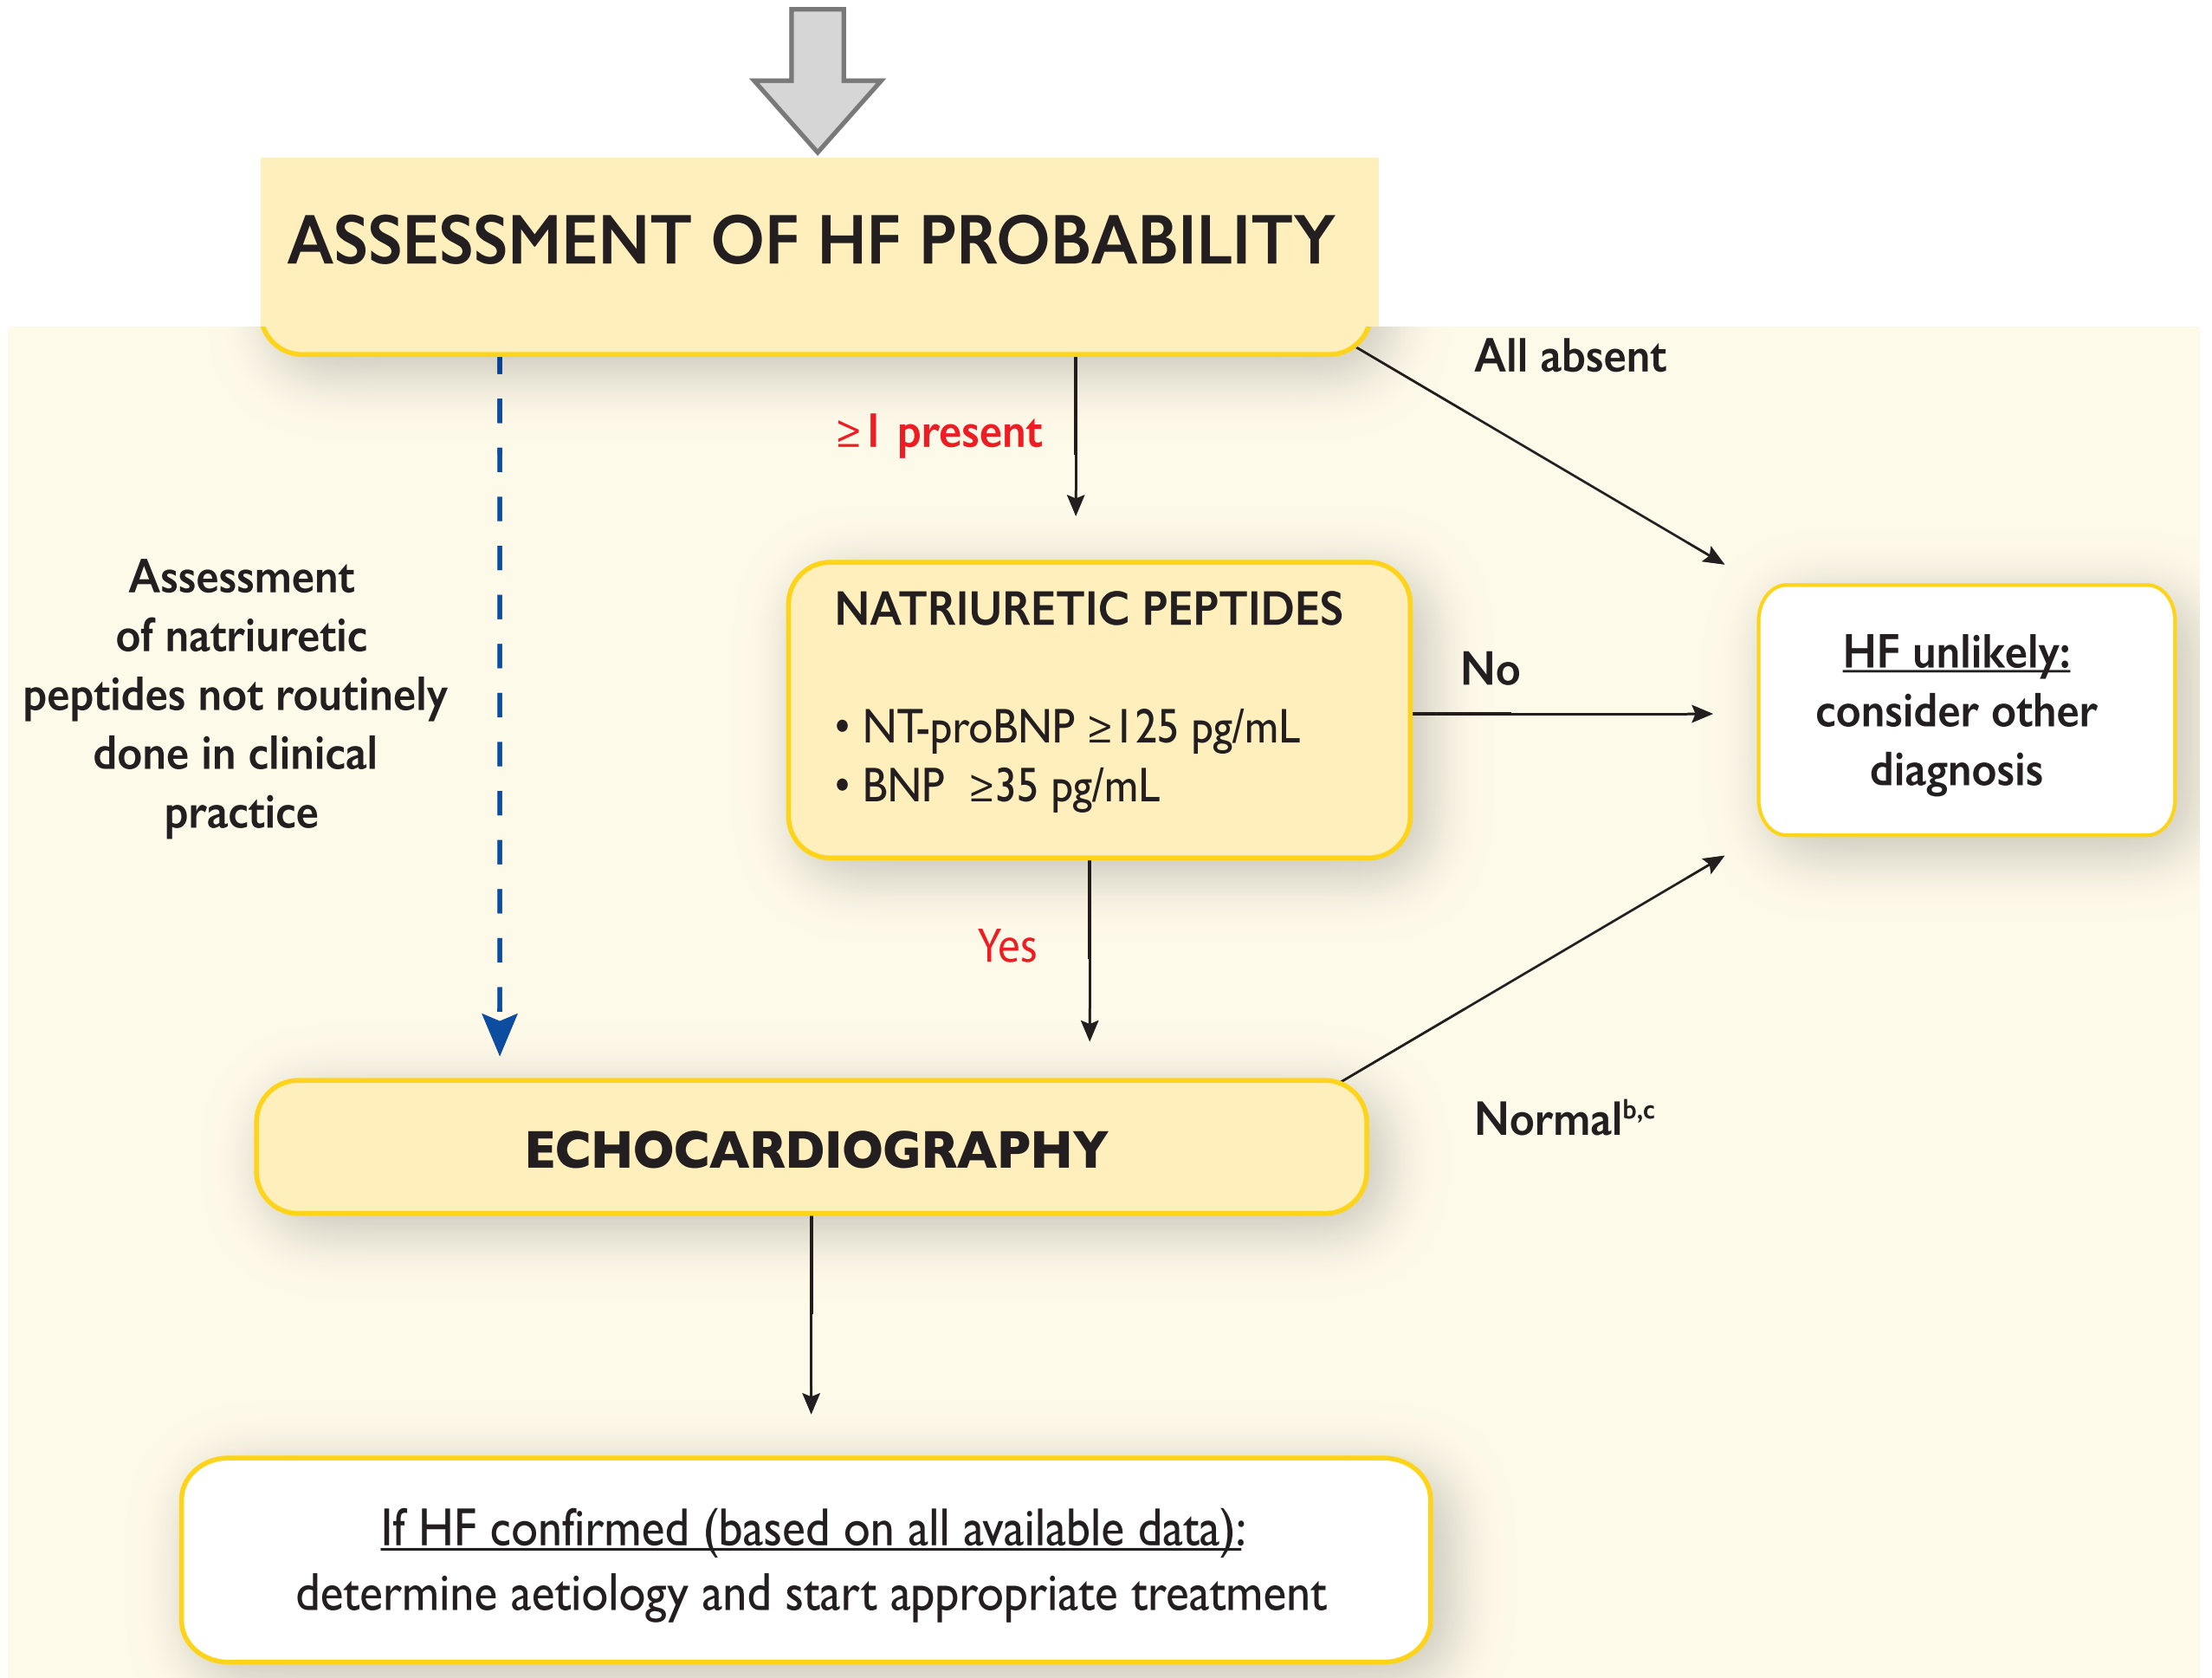 ASSESSMENT OF HF PROBABILITY
All absent
≥1 present
Assessment
of natriuretic
peptides not routinely
done in clinical
practice
NATRIURETIC PEPTIDES
• NT-proBNP ≥125 pg/mL
• BNP ≥35 pg/mL
No
HF unlikely:
consider other
diagnosis
Yes
ECHOCARDIOGRAPHY
Normalb,c
If HF confirmed (based on all available data):
determine aetiology and start appropriate treatment